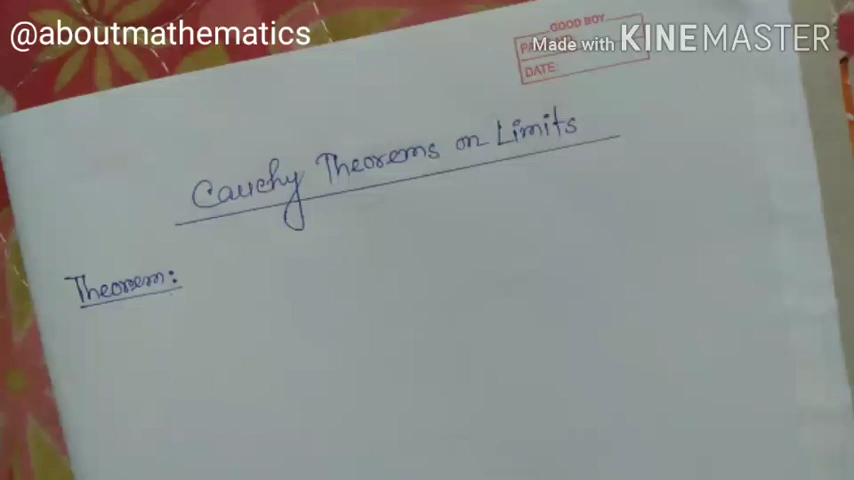 @aboutmathematics
GOOD BOY
Made with KINEMASTER
DATE:
Cauchy Theorems on Limits
Theorem: